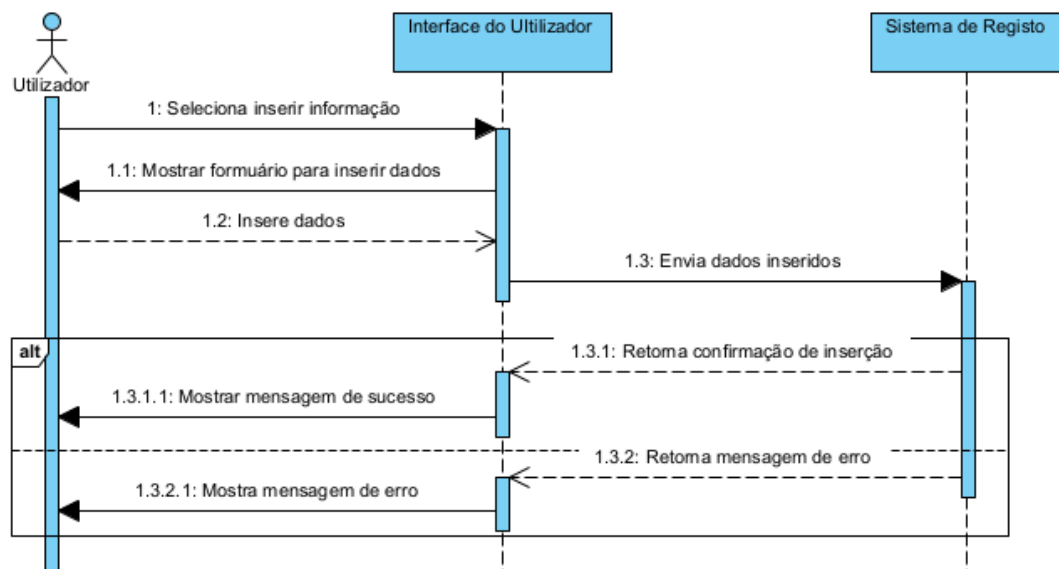 Interface do UItilizador
Sistema de Registo
Utilizador
1: Seleciona inserir informação
1.1: Mostrar formuário para inserir dados
1.2: Insere dados
1.3: Envia dados inseridos
alt
1.3.1: Retorna confirmação de inserção
1.3.1.1: Mostrar mensagem de sucesso
1.3.2: Retorna mensagem de erro
1.3.2.1: Mostra mensagem de erro